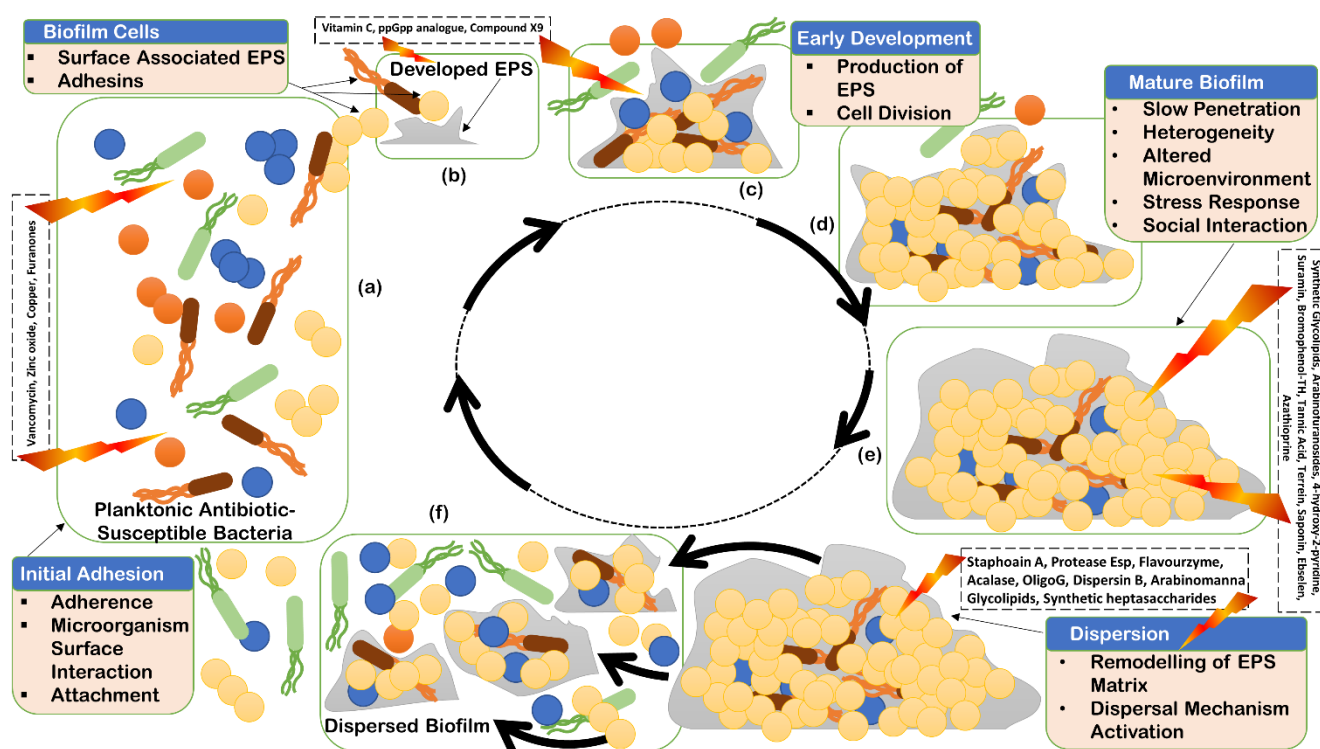 Biofilm Cells
▪ Surface Associated EPS
▪ Adhesins
Vitamin C, ppGpp analogue, Compound X9
Developed EPS
(b)
(c)
Early Development
▪ Production of
EPS
▪ Cell Division
Mature Biofilm
• Slow Penetration
• Heterogeneity
• Altered
Microenvironment
• Stress Response
• Social Interaction
(d)
Vancomycin, Zinc oxide, Copper, Furanones
(a)
Planktonic Antibiotic-
Susceptible Bacteria
(e)
Synthetic Glycolipids, Arabinofuranosides, 4-hydroxy-2-pyridine,
Suramin, Bromophenol-TH, Tannic Acid, Terrein, Saponin, Ebselen,
Azathioprine
(f)
Initial Adhesion
▪ Adherence
▪ Microorganism
Surface
Interaction
▪ Attachment
Dispersed Biofilm
Staphoain A, Protease Esp, Flavourzyme,
Acalase, OligoG, Dispersin B, Arabinomanna
Glycolipids, Synthetic heptasaccharides
Dispersion
• Remodelling of EPS
Matrix
• Dispersal Mechanism
Activation